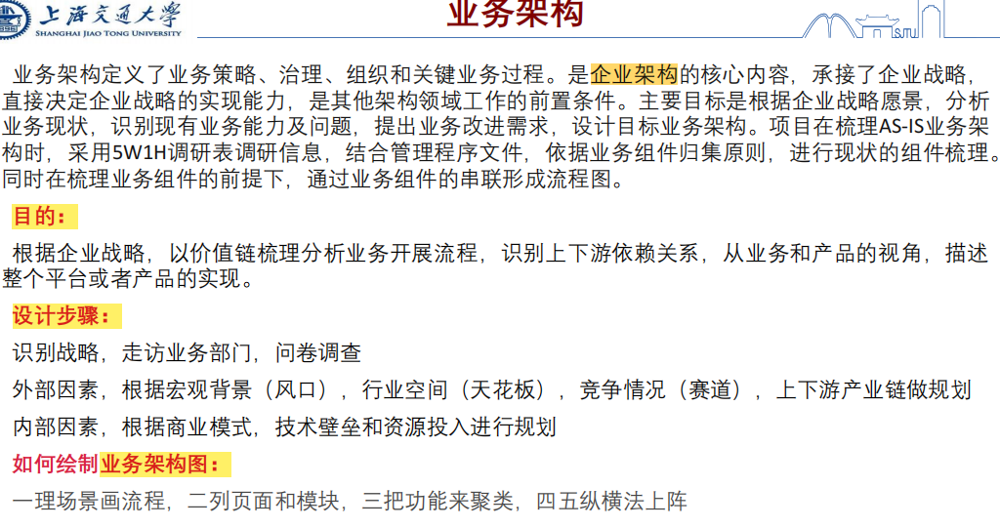 上海交通大学
SHANGHAI JIAO TONG UNIVERSITY
业务架构
业务架构定义了业务策略、治理、组织和关键业务过程。是企业架构的核心内容，承接了企业战略，
直接决定企业战略的实现能力，是其他架构领域工作的前置条件。主要目标是根据企业战略愿景，分析
业务现状，识别现有业务能力及问题，提出业务改进需求，设计目标业务架构。项目在梳理AS-IS业务架
构时，采用5W1H调研表调研信息，结合管理程序文件，依据业务组件归集原则，进行现状的组件梳理。
同时在梳理业务组件的前提下，通过业务组件的串联形成流程图。
目的：
根据企业战略，以价值链梳理分析业务开展流程，识别上下游依赖关系，从业务和产品的视角，描述
整个平台或者产品的实现。
设计步骤：
识别战略，走访业务部门，问卷调查
外部因素，根据宏观背景（风口），行业空间（天花板），竞争情况（赛道），上下游产业链做规划
内部因素，根据商业模式，技术壁垒和资源投入进行规划
如何绘制业务架构图：
一理场景画流程，二列页面和模块，三把功能来聚类，四五纵横法上阵